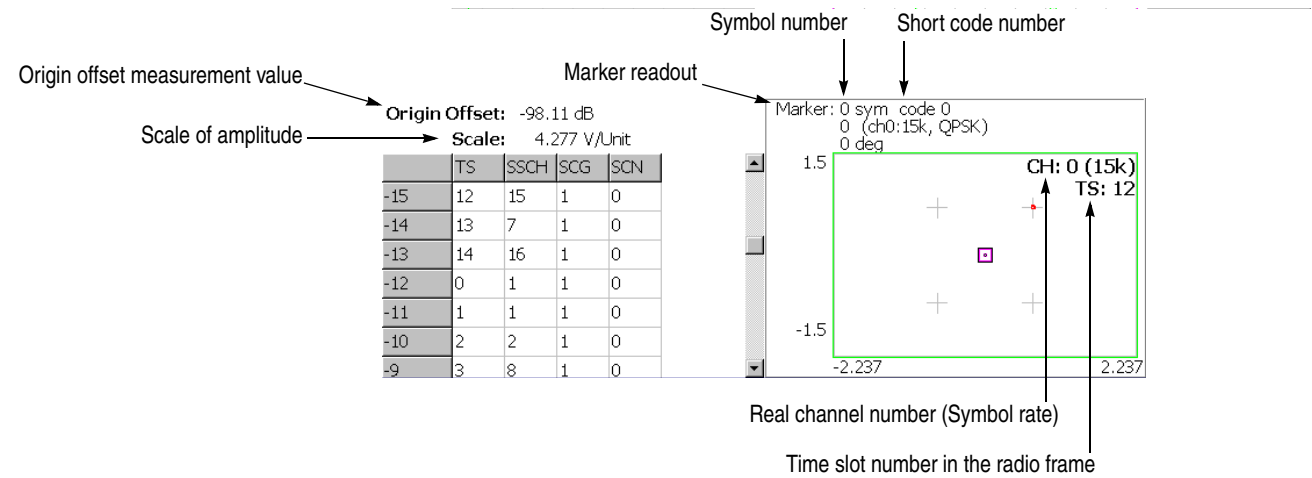 Symbol number
Short code number
Origin offset measurement value
Marker readout
Origin Offset: -98.11 dB
Scale of amplitude
Scale: 4.277 V/Unit
TS SSCH SCG SCN
-15 12 15 1 0
-14 13 7 1 0
-13 14 16 1 0
-12 0 1 1 0
-11 1 1 1 0
-10 2 2 1 0
-9 3 8 1 0
Marker: 0 sym code 0
0 (ch0:15k, QPSK)
0 deg
1.5
CH: 0 (15k)
TS: 12
-1.5
-2.237 2.237
Real channel number (Symbol rate)
Time slot number in the radio frame